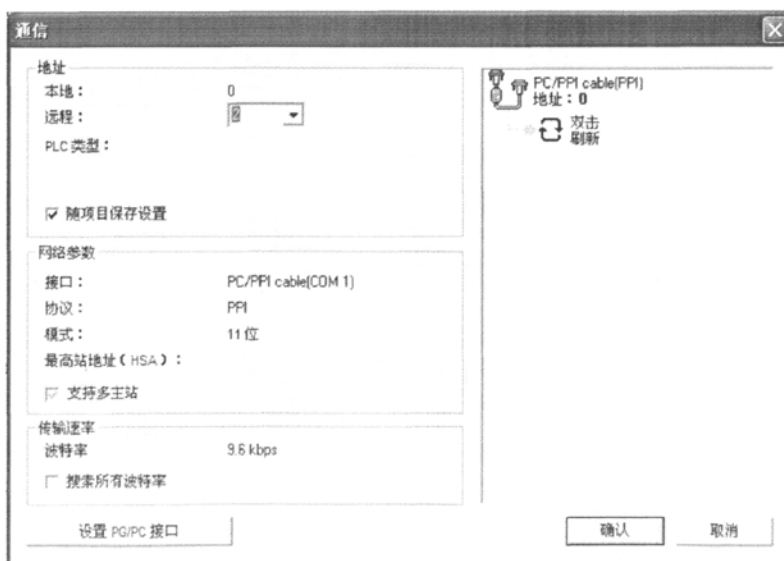 通信
地址
本地： 0
远程： 2
PLC 类型：
随项目保存设置
网络参数
接口： PC/PPI cable(COM 1)
协议： PPI
模式： 11 位
最高站地址（HSA）：
支持多主站
传输速率
波特率 9.6 kbps
搜索所有波特率
设置 PG/PC 接口
PC/PPI cable(PPI)
地址：0
双击
刷新
确认
取消